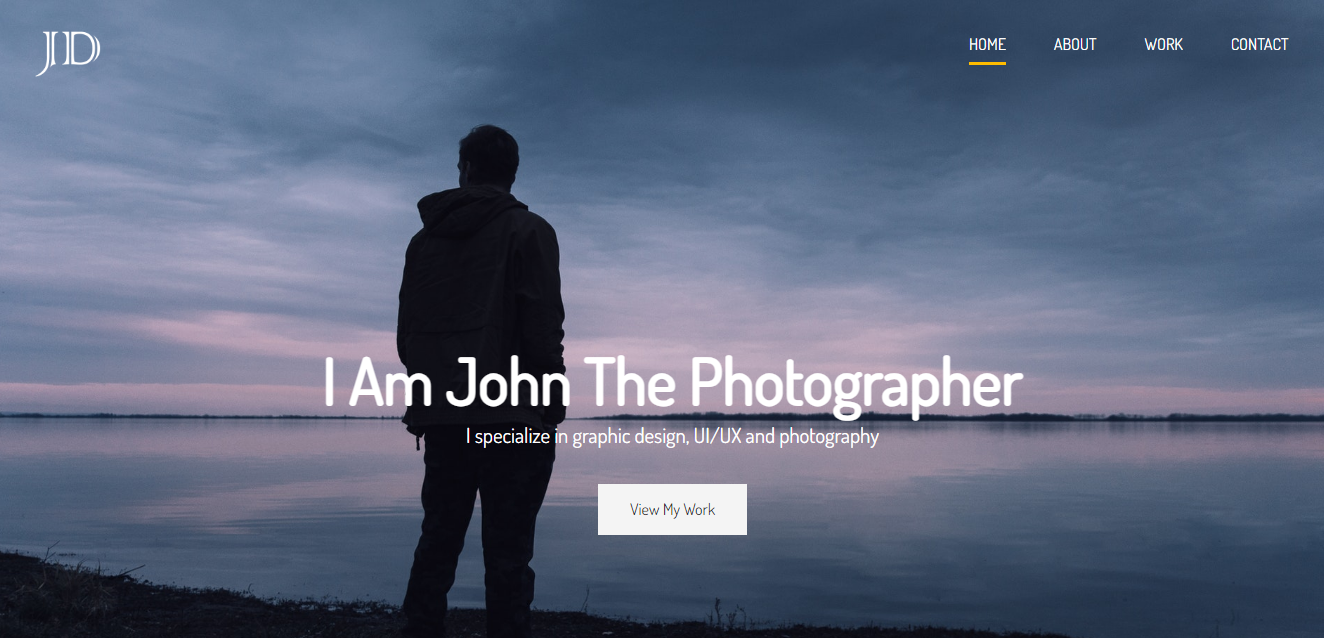 JD
HOME ABOUT WORK CONTACT
I Am John The Photographer
I specialize in graphic design, UI/UX and photography
View My Work